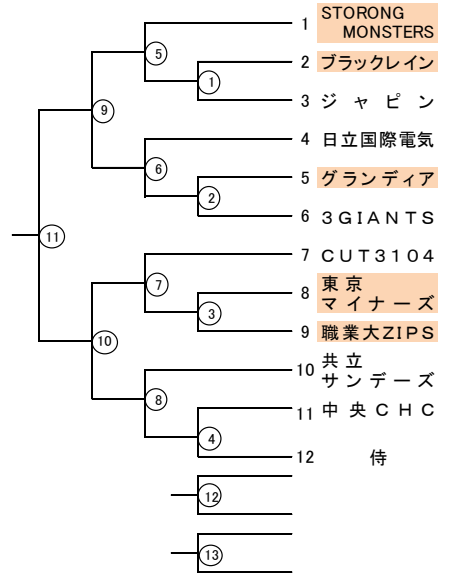 1 STORONG
MONSTERS
⑤
2 ブラックレイン
①
3 ジャピン
⑨
4 日立国際電気
⑥
5 グランディア
②
6 3GIANTS
⑪
7 CUT3104
⑦
8 東京
マイナーズ
③
9 職業大ZIPS
⑩
10 共立
サンデーズ
⑧
11 中央CHC
④
12 侍
⑫
⑬